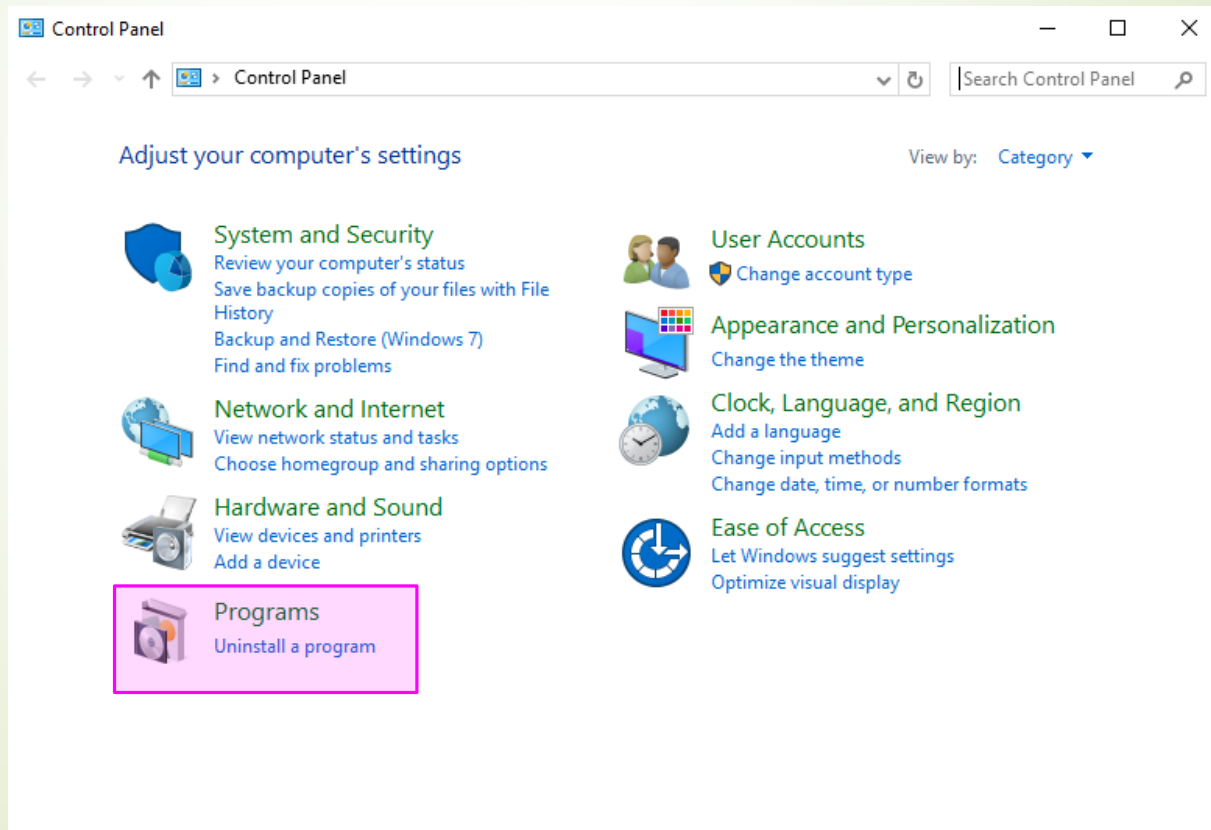 Control Panel
Control Panel
Search Control Panel
Adjust your computer's settings
View by: Category
System and Security
Review your computer's status
Save backup copies of your files with File
History
Backup and Restore (Windows 7)
Find and fix problems
Network and Internet
View network status and tasks
Choose homegroup and sharing options
Hardware and Sound
View devices and printers
Add a device
Programs
Uninstall a program
User Accounts
Change account type
Appearance and Personalization
Change the theme
Clock, Language, and Region
Add a language
Change input methods
Change date, time, or number formats
Ease of Access
Let Windows suggest settings
Optimize visual display